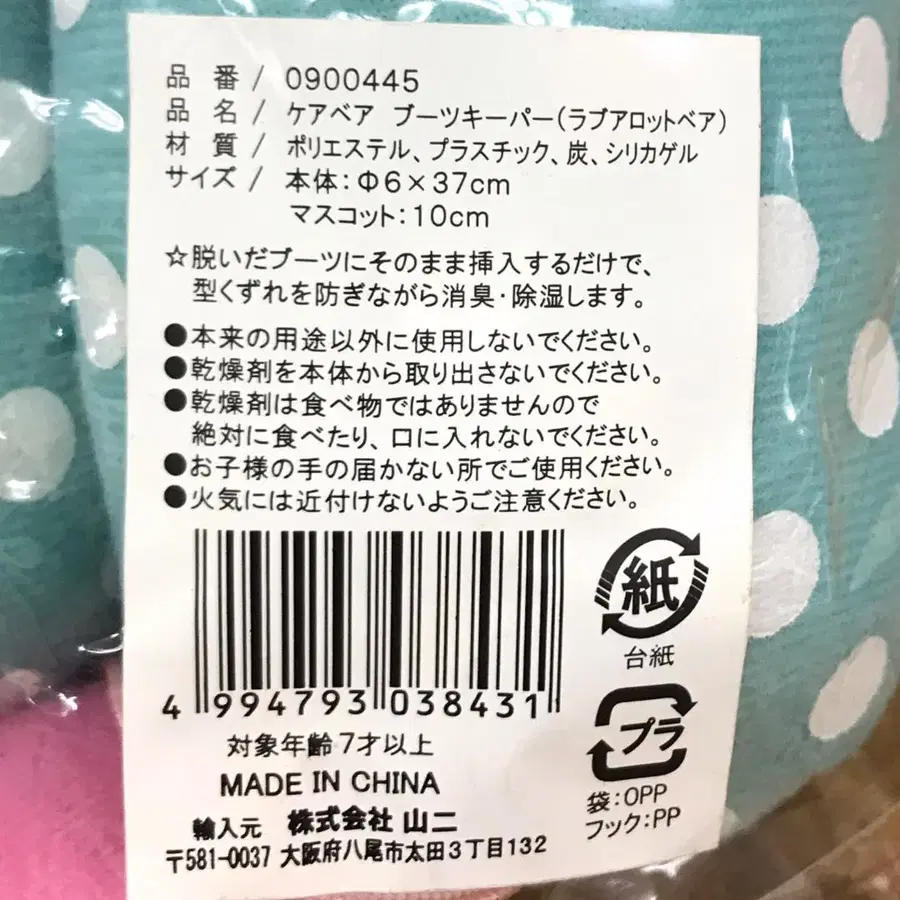 品 番 / 0900445
品 名 / ケアベア ブーツキーパー(ラブアロットベア)
材 質 / ポリエステル、プラスチック、炭、シリカゲル
サイズ / 本体:Φ6×37cm
マスコット:10cm
☆脱いだブーツにそのまま挿入するだけで、
型くずれを防ぎながら消臭・除湿します。
●本来の用途以外に使用しないでください。
●乾燥剤を本体から取り出さないでください。
●乾燥剤は食べ物ではありませんので
絶対に食べたり、口に入れないでください。
●お子様の手の届かない所でご使用ください。
●火気には近付けないようご注意ください。
紙
台紙
4 994793 038431
プラ
対象年齢7才以上
MADE IN CHINA
袋:OPP
フック:PP
輸入元 株式会社 山二
〒581-0037 大阪府八尾市太田3丁目132